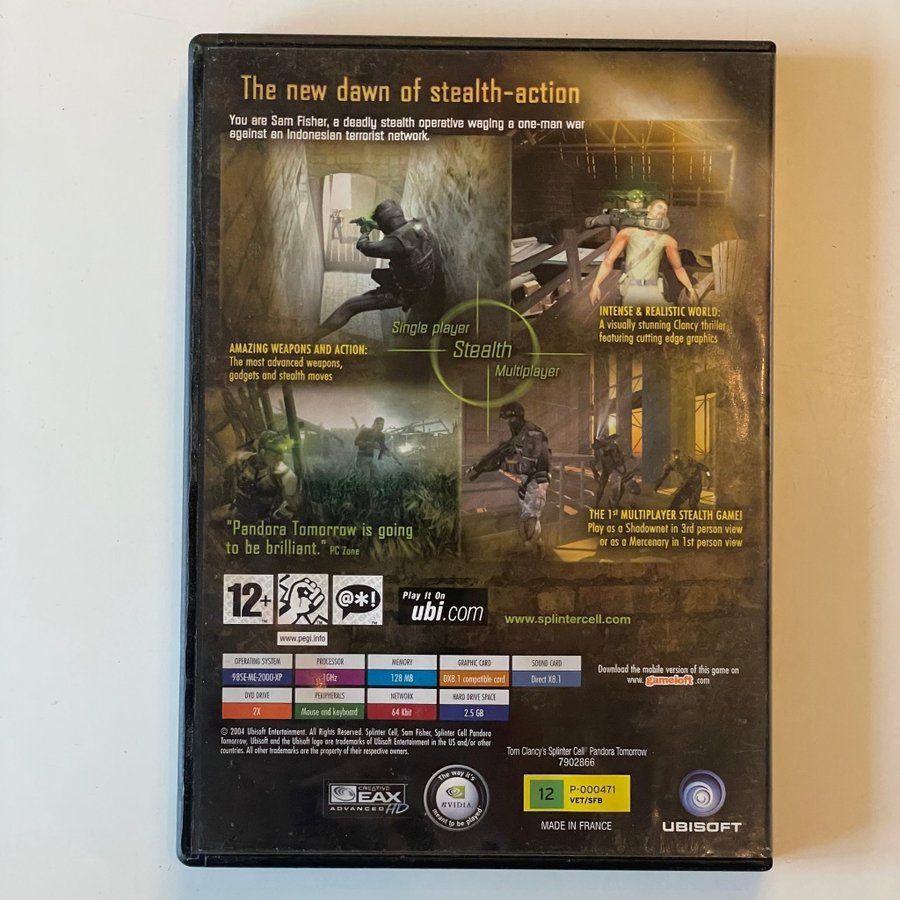 The new dawn of stealth-action
You are Sam Fisher, a deadly stealth operative waging a one-man war
against an Indonesian terrorist network.
Single player
Stealth
Multiplayer
AMAZING WEAPONS AND ACTION:
The most advanced weapons,
gadgets and stealth moves
INTENSE & REALISTIC WORLD:
A visually stunning Clancy thriller
featuring cutting edge graphics
"Pandora Tomorrow is going
to be brilliant." PC Zone
THE 1st MULTIPLAYER STEALTH GAME!
Play as a Shadownet in 3rd person view
or as a Mercenary in 1st person view
12+
@*!
www.pegi.info
Play It On
ubi.com
www.splintercell.com
OPERATING SYSTEM PROCESSOR MEMORY GRAPHIC CARD SOUND CARD
98SE-ME-2000-XP 1GHz 128 MB DX8.1 compatible card Direct X8.1
DVD DRIVE PERIPHERALS NETWORK HARD DRIVE SPACE
2X Mouse and keyboard 64 Kbit 2.5 GB
Download the mobile version of this game on
www.gameloft.com
© 2004 Ubisoft Entertainment. All Rights Reserved. Splinter Cell, Sam Fisher, Splinter Cell Pandora
Tomorrow, Ubisoft and the Ubisoft logo are trademarks of Ubisoft Entertainment in the US and/or other
countries. All other trademarks are the property of their respective owners.
Tom Clancy's Splinter Cell® Pandora Tomorrow
7902866
CREATIVE
EAX
ADVANCED HD
The way it's
NVIDIA.
meant to be played
12 P-000471
VET/SFB
MADE IN FRANCE
UBISOFT